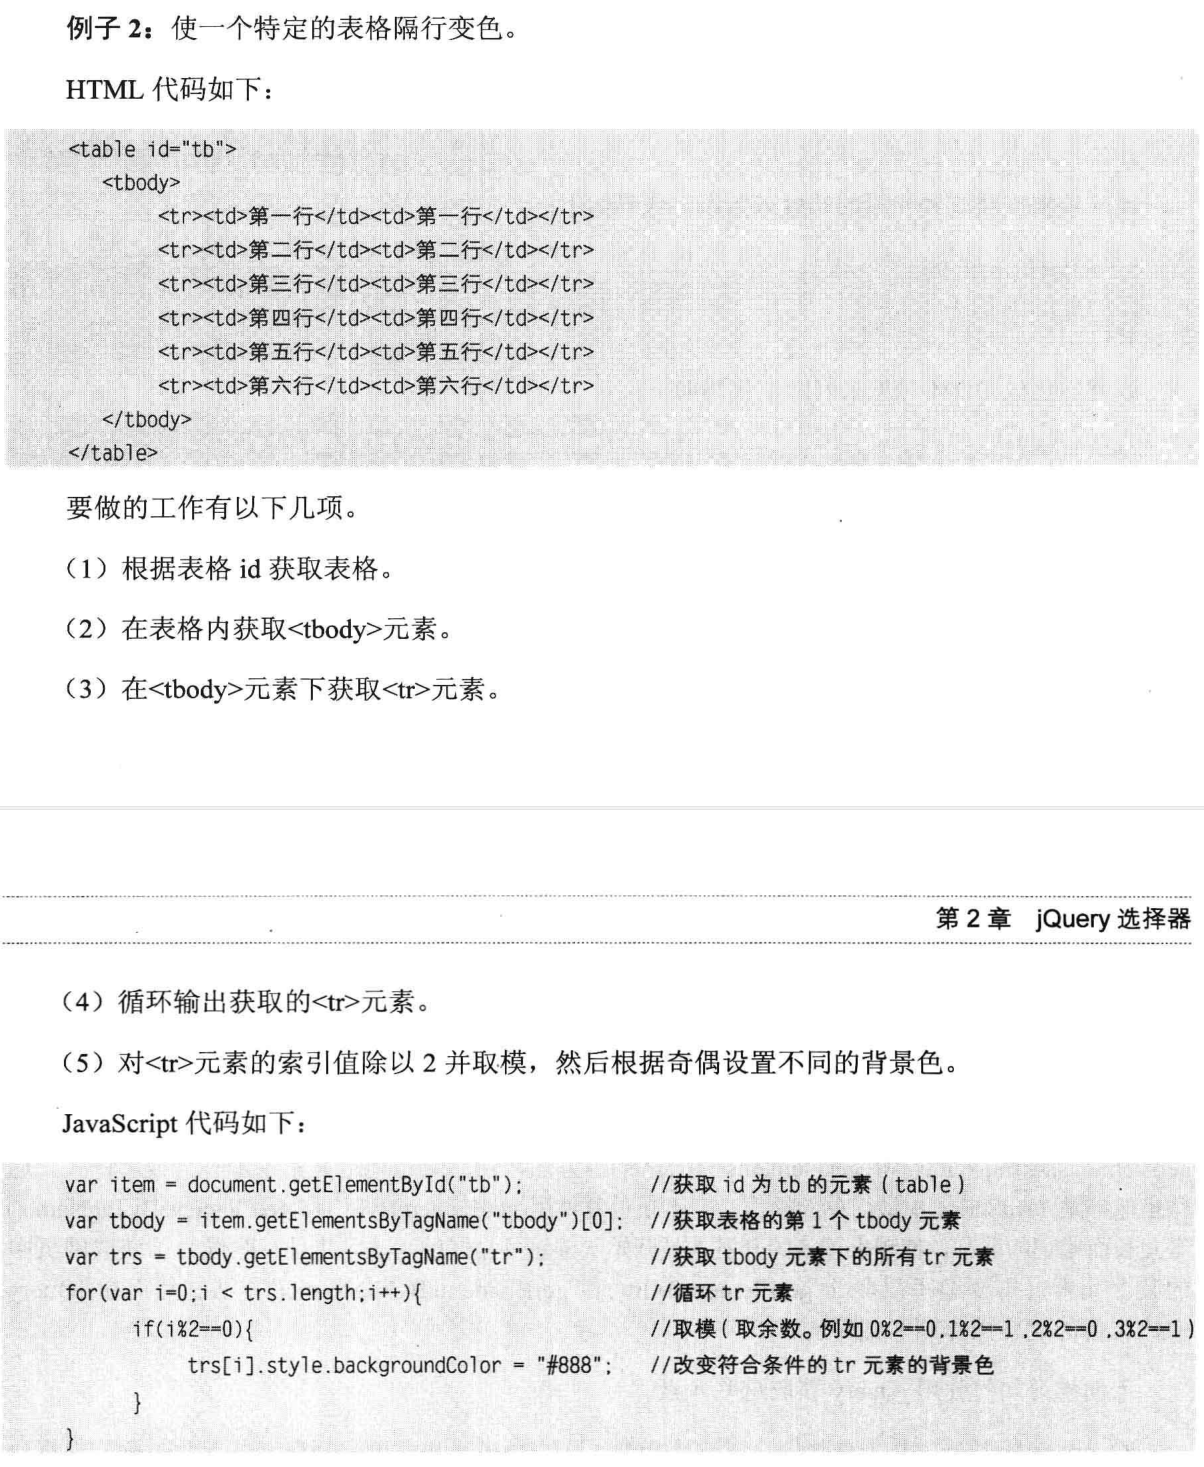 例子 2：使一个特定的表格隔行变色。
HTML 代码如下：
<table id="tb">
<tbody>
<tr><td>第一行</td><td>第一行</td></tr>
<tr><td>第二行</td><td>第二行</td></tr>
<tr><td>第三行</td><td>第三行</td></tr>
<tr><td>第四行</td><td>第四行</td></tr>
<tr><td>第五行</td><td>第五行</td></tr>
<tr><td>第六行</td><td>第六行</td></tr>
</tbody>
</table>
要做的工作有以下几项。
（1）根据表格 id 获取表格。
（2）在表格内获取<tbody>元素。
（3）在<tbody>元素下获取<tr>元素。
第 2 章 jQuery 选择器
（4）循环输出获取的<tr>元素。
（5）对<tr>元素的索引值除以 2 并取模，然后根据奇偶设置不同的背景色。
JavaScript 代码如下：
var item = document.getElementById("tb"); //获取 id 为 tb 的元素 ( table )
var tbody = item.getElementsByTagName("tbody")[0]; //获取表格的第 1 个 tbody 元素
var trs = tbody.getElementsByTagName("tr"); //获取 tbody 元素下的所有 tr 元素
for(var i=0;i < trs.length;i++){ //循环 tr 元素
if(i%2==0){ //取模 ( 取余数。例如 0%2==0,1%2==1 ,2%2==0 ,3%2==1 )
trs[i].style.backgroundColor = "#888"; //改变符合条件的 tr 元素的背景色
}
}